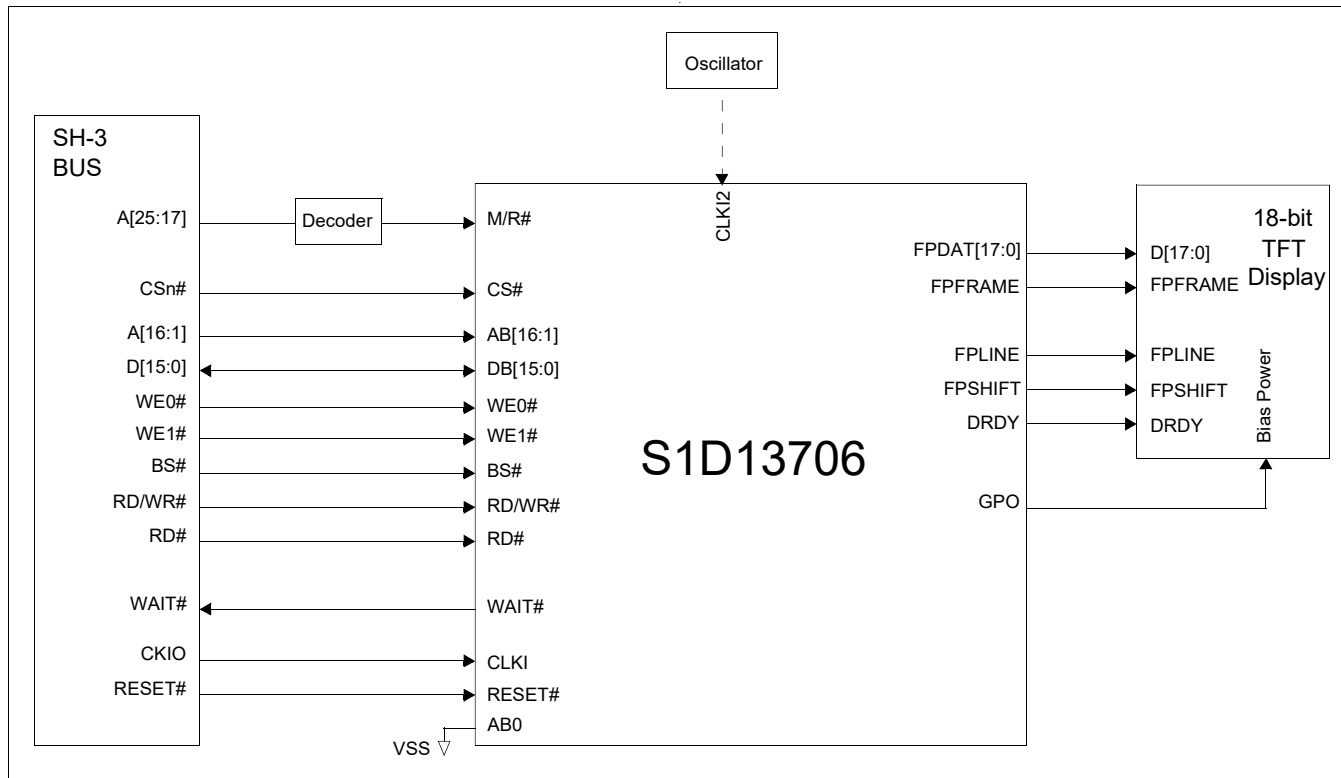 Oscillator
SH-3
BUS
A[25:17]
Decoder
M/R#
CLKI2
18-bit
TFT
Display
FPDAT[17:0]
D[17:0]
FPFRAME
FPFRAME
CSn#
CS#
A[16:1]
AB[16:1]
D[15:0]
DB[15:0]
FPLINE
FPLINE
FPSHIFT
FPSHIFT
DRDY
DRDY
Bias Power
WE0#
WE0#
WE1#
WE1#
BS#
BS#
S1D13706
RD/WR#
RD/WR#
GPO
RD#
RD#
WAIT#
WAIT#
CKIO
CLKI
RESET#
RESET#
AB0
VSS